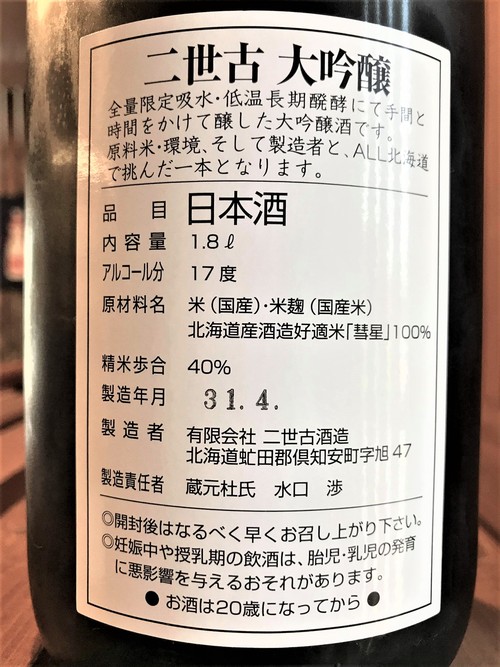 二世古 大吟醸
全量限定吸水・低温長期醗酵にて手間と
時間をかけて醸した大吟醸酒です。
原料米・環境、そして製造者と、ALL北海道
で挑んだ一本となります。
品目 日本酒
内容量 1.8ℓ
アルコール分 17度
原材料名 米（国産）・米麹（国産米）
北海道産酒造好適米「彗星」100%
精米歩合 40%
製造年月 31.4.
製造者 有限会社 二世古酒造
北海道虻田郡倶知安町字旭47
製造責任者 蔵元杜氏 水口 渉
◎開封後はなるべく早くお召し上がり下さい。
◎妊娠中や授乳期の飲酒は、胎児・乳児の発育
に悪影響を与えるおそれがあります。
● お酒は20歳になってから ●